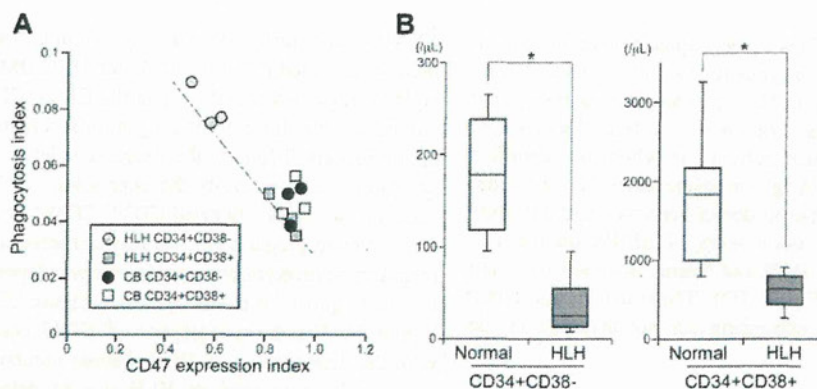 A
Phagocytosis index
0.1
0.08
0.06
0.04
0.02
0
HLH CD34+CD38-
HLH CD34+CD38+
CB CD34+CD38-
CB CD34+CD38+
0.0 0.2 0.4 0.6 0.8 1.0 1.2
CD47 expression index
B
(/μL)
300
200
100
0
*
Normal HLH
CD34+CD38-
(/μL)
3000
2000
1000
0
*
Normal HLH
CD34+CD38+